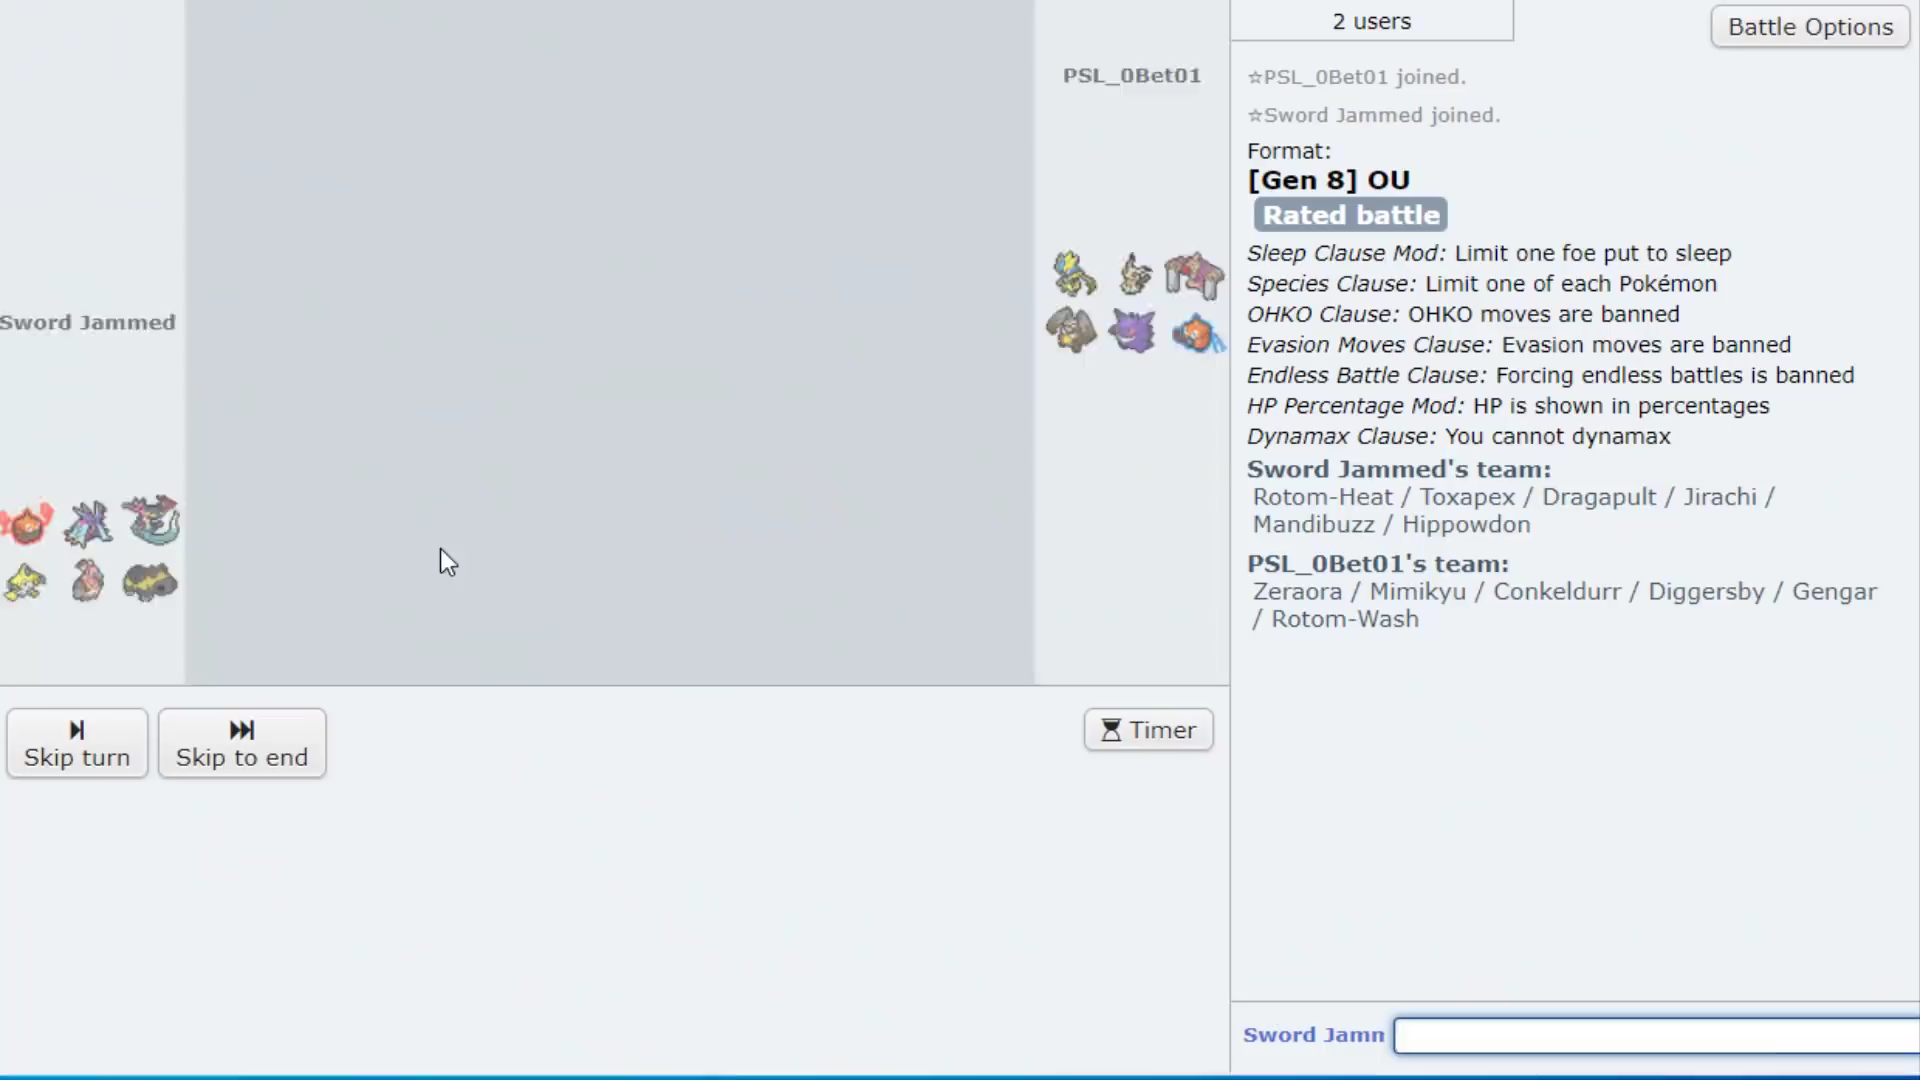 2 users
Battle Options
PSL_0Bet01
☆PSL_0Bet01 joined.
☆Sword Jammed joined.
Format:
[Gen 8] OU
Rated battle
Sleep Clause Mod: Limit one foe put to sleep
Species Clause: Limit one of each Pokémon
OHKO Clause: OHKO moves are banned
Evasion Moves Clause: Evasion moves are banned
Endless Battle Clause: Forcing endless battles is banned
HP Percentage Mod: HP is shown in percentages
Dynamax Clause: You cannot dynamax
Sword Jammed's team:
Rotom-Heat / Toxapex / Dragapult / Jirachi /
Mandibuzz / Hippowdon
PSL_0Bet01's team:
Zeraora / Mimikyu / Conkeldurr / Diggersby / Gengar
/ Rotom-Wash
Sword Jammed
Skip turn
Skip to end
Timer
Sword Jamn